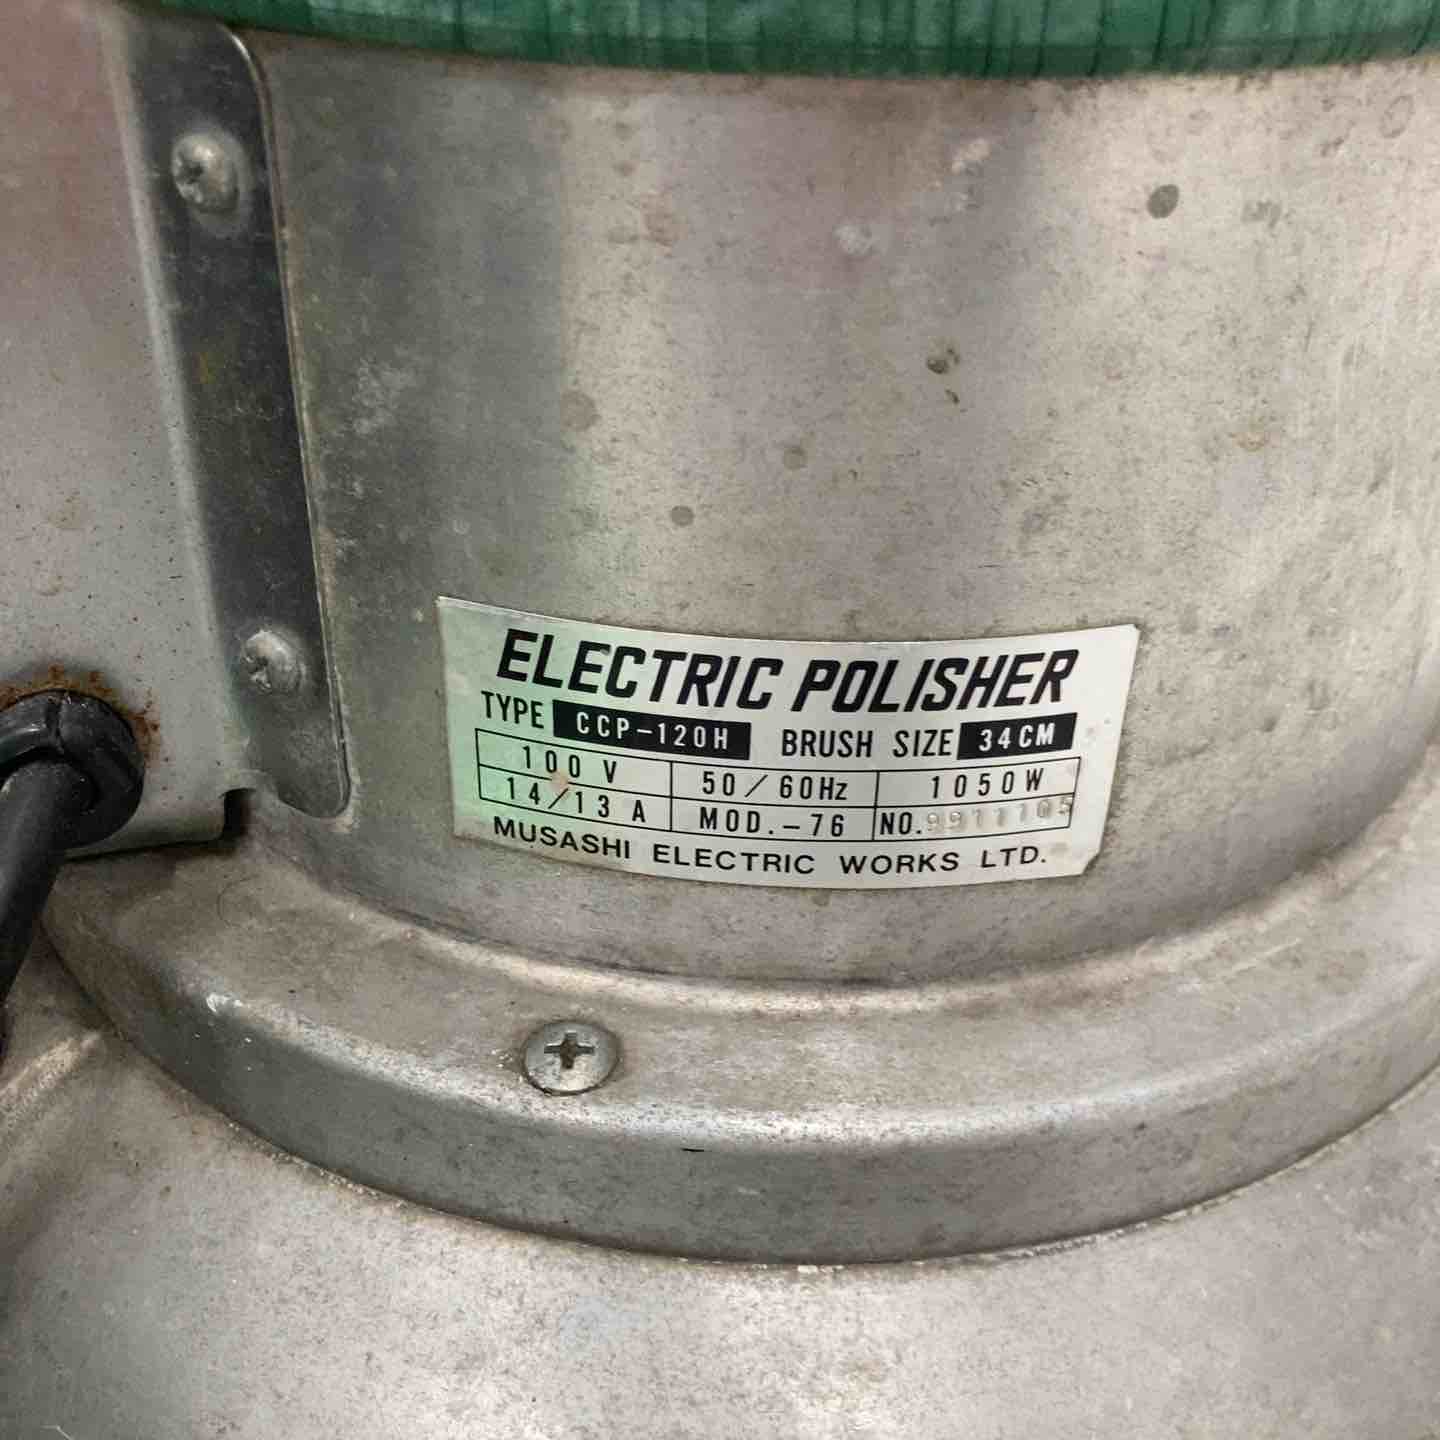 ELECTRIC POLISHER
TYPE CCP-120H BRUSH SIZE 34CM
100 V 50/60Hz 1050W
14/13 A MOD.-76 NO.9911105
MUSASHI ELECTRIC WORKS LTD.